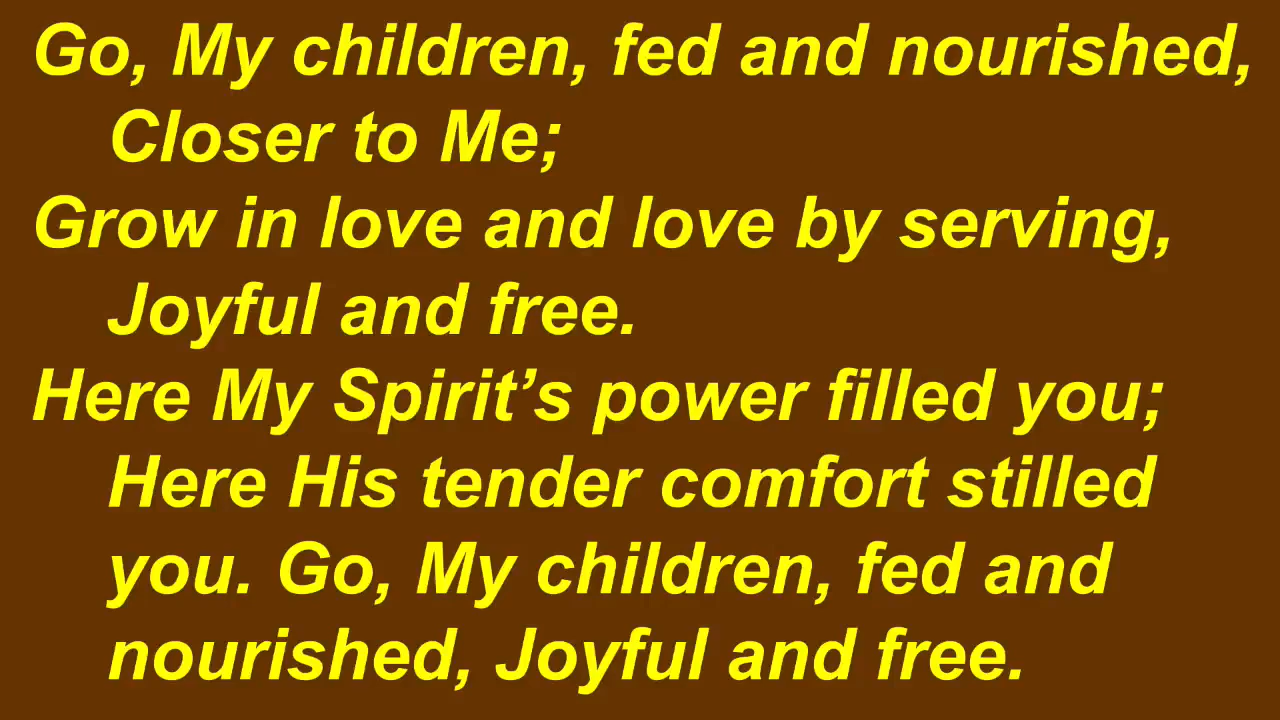 Go, My children, fed and nourished,
Closer to Me;
Grow in love and love by serving,
Joyful and free.
Here My Spirit’s power filled you;
Here His tender comfort stilled
you. Go, My children, fed and
nourished, Joyful and free.